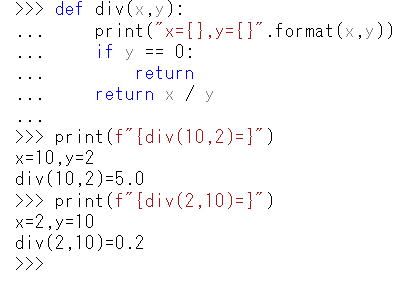 >>> def div(x,y):
...     print("x={},y={}".format(x,y))
...     if y == 0:
...         return
...     return x / y
...
>>> print(f"{div(10,2)=}")
x=10,y=2
div(10,2)=5.0
>>> print(f"{div(2,10)=}")
x=2,y=10
div(2,10)=0.2
>>>